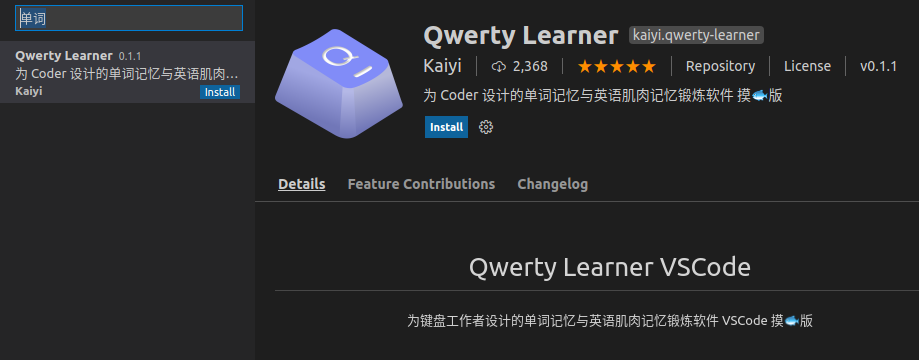 单词
Qwerty Learner 0.1.1
为 Coder 设计的单词记忆与英语肌肉...
Kaiyi Install
Qwerty Learner kaiyi.qwerty-learner
Kaiyi 2,368 ★★★★★ Repository License v0.1.1
为 Coder 设计的单词记忆与英语肌肉记忆锻炼软件 摸🐟版
Install
Details Feature Contributions Changelog
Qwerty Learner VSCode
为键盘工作者设计的单词记忆与英语肌肉记忆锻炼软件 VSCode 摸🐟版